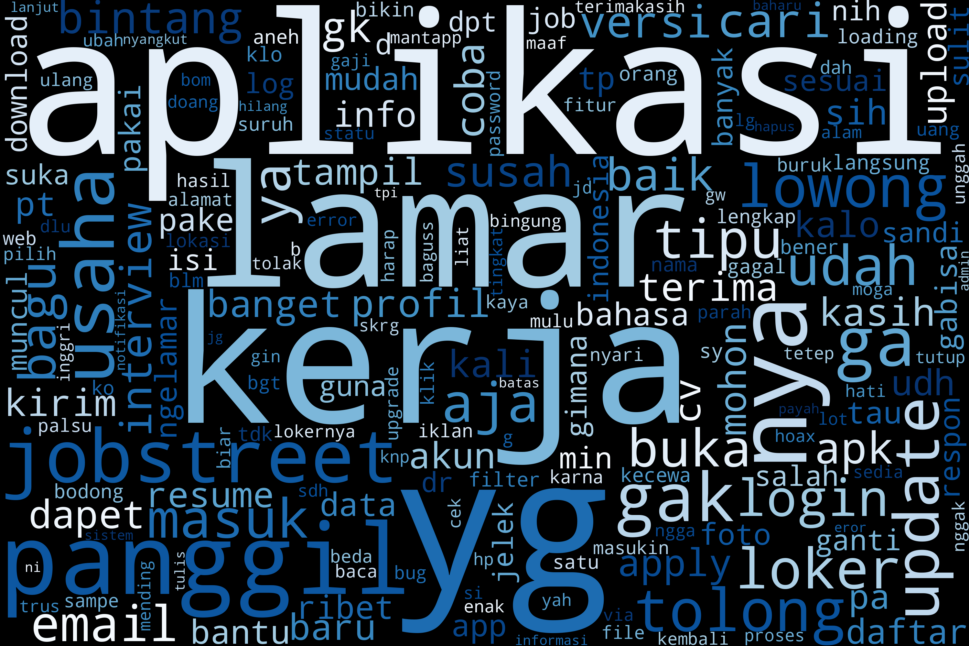 lanjut
bintang
ubah
nyangkut
aneh
gk
bikin
d
mantapp
dpt
job
terimakasih
maaf
versi
cari
baharu
nih
loading
sulit
download
aplikasi
upload
ulang
bom
doang
klo
log
hilang
suruh
gaji
mudah
info
statu
coba
password
tp
orang
fitur
banyak
lg
hapus
dah
sesuai
sih
alam
uang
unggah
pakai
suka
pt
dlu
web
pilih
usaha
hasil
alamat
pake
lokasi
isi
blm
ya
tampil
error
tolak
b
tpi
susah
lamar
harap
baguss
liat
tingkat
jd
bingung
indonesia
baik
gw
tipu
nama
terima
buruk
langsung
lowong
lengkap
kalo
sandi
bener
gagal
udah
moga
admin
gabisa
muncul
bagu
inggri
notifikasi
interview
ngelamar
banget
profil
kaya
skrg
mulu
bahasa
parah
kasih
nya
ga
tutup
jg
kerja
gin
bgt
guna
upgrade
klik
kali
aja
batas
gimana
nyari
sy
tetep
cv
mohon
hati
udh
ko
kirim
palsu
biar
tdk
lokernya
iklan
gg
min
buka
payah
hoax
lot
tau
apk
respon
jobstreet
knp
akun
dr
filter
karna
kecewa
salah
sedia
bodong
resume
sdh
data
cek
gak
login
update
dapet
masuk
sistem
jelek
hp
satu
masukin
nggak
foto
eror
ganti
nggak
panggil
yg
ni
tulis
beda
baca
bug
apply
loker
trus
sampe
mending
ribet
si
enak
yah
via
tolong
pa
email
bantu
baru
app
informasi
file
kembali
proses
daftar